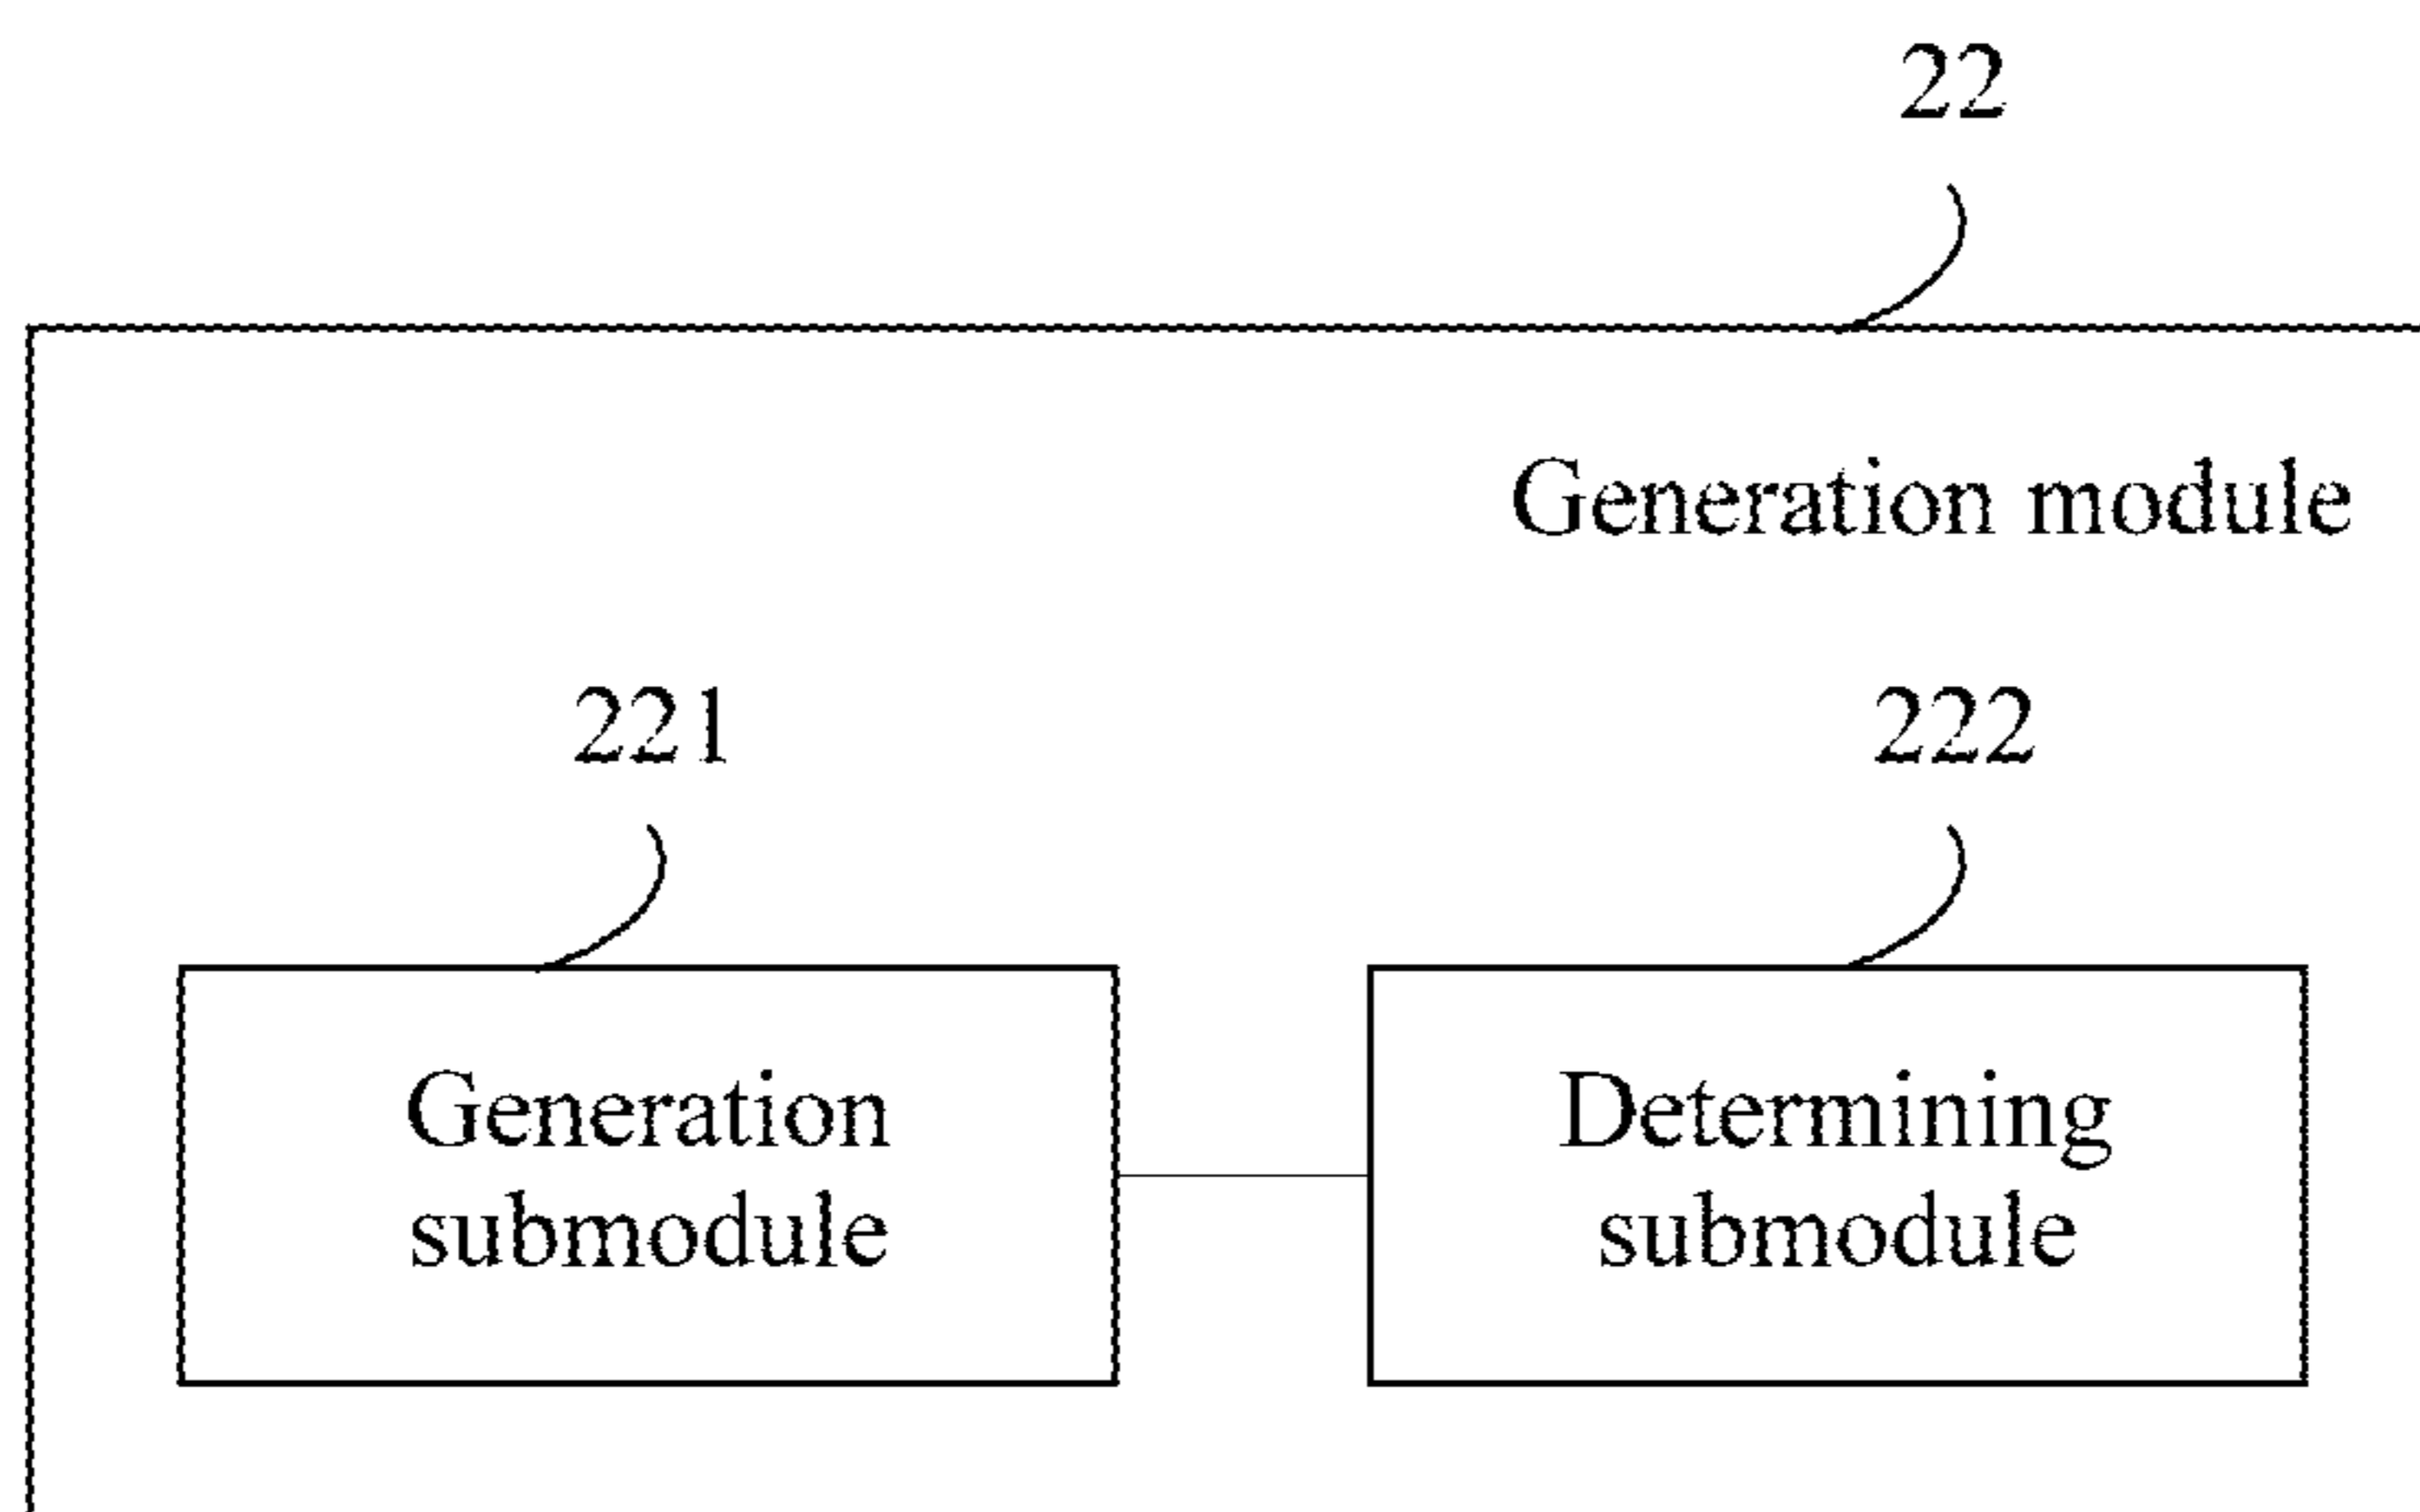 22
Generation module
221
222
Generation
submodule
Determining
submodule